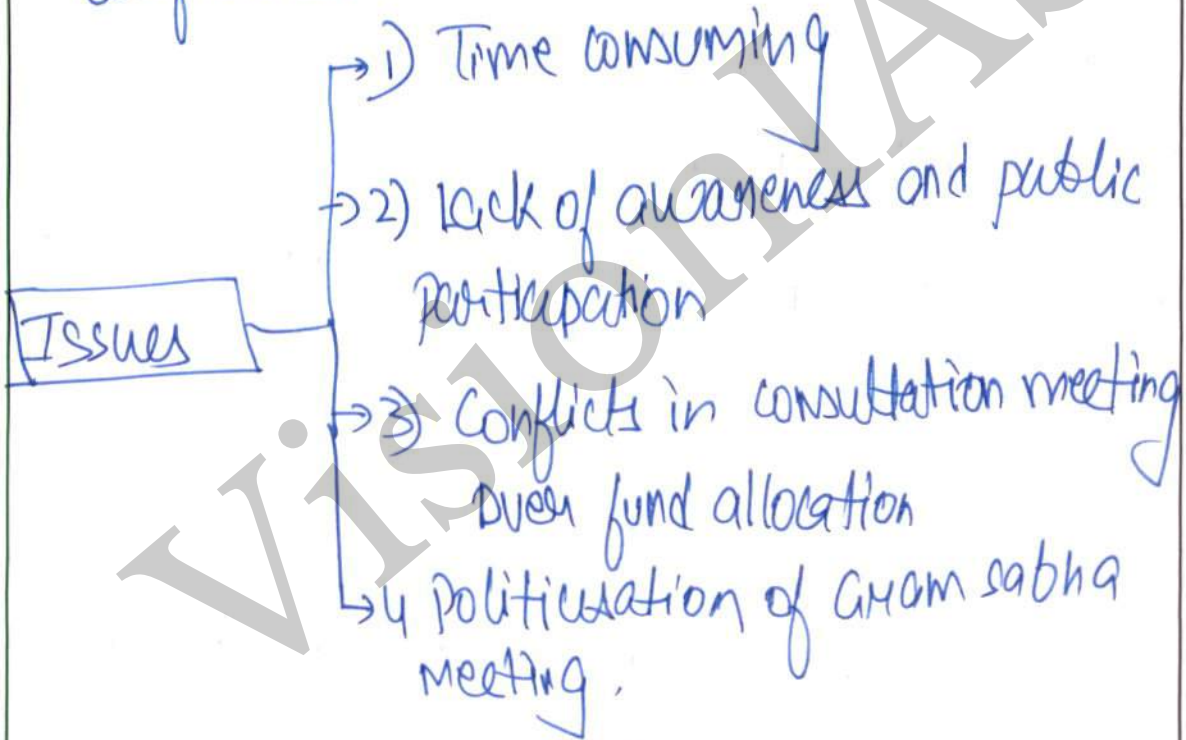 1) Time consuming
2) Lack of awareness and public
participation
Issues
3) Conflicts in consultation meeting
over fund allocation
4 Politicisation of Gram sabha
meeting.
VisionIAS